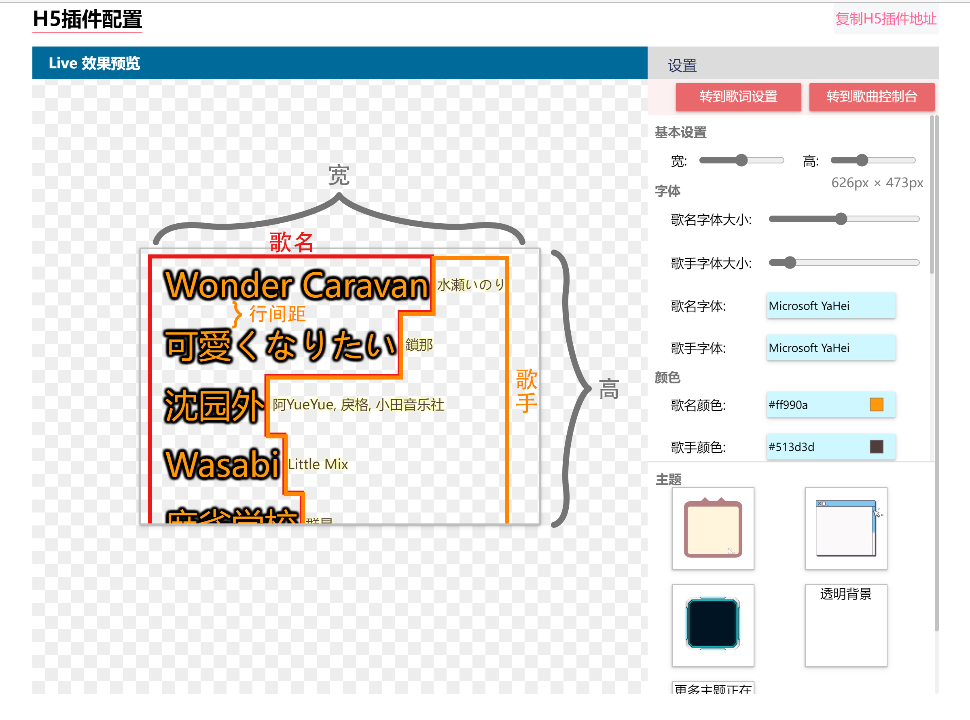 H5插件配置
复制H5插件地址
Live 效果预览
设置
转到歌词设置
转到歌曲控制台
基本设置
宽:
高:
626px × 473px
字体
歌名字体大小:
歌手字体大小:
歌名字体:
Microsoft YaHei
歌手字体:
Microsoft YaHei
颜色
歌名颜色:
#ff990a
歌手颜色:
#513d3d
主题
透明背景
更多主题正在
宽
歌名
Wonder Caravan
水瀬いのり
行间距
可愛くなりたい
鎖那
沈园外
阿YueYue, 戾格, 小田音乐社
Wasabi
Little Mix
麻雀学校
群星
歌手
高